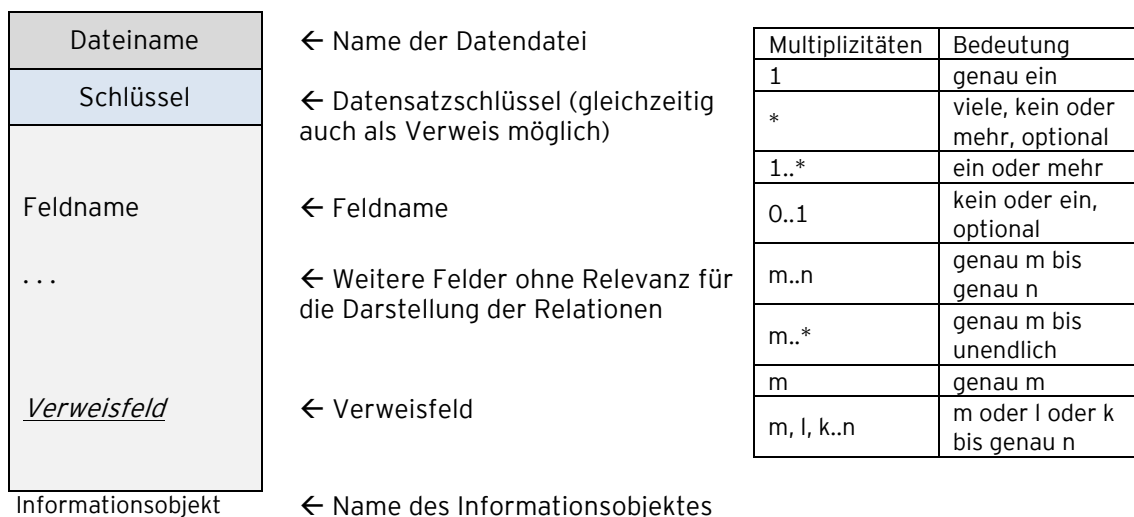 Dateiname
← Name der Datendatei
Schlüssel
← Datensatzschlüssel (gleichzeitig
auch als Verweis möglich)
Feldname
← Feldname
. . .
← Weitere Felder ohne Relevanz für
die Darstellung der Relationen
Verweisfeld
← Verweisfeld
Informationsobjekt
← Name des Informationsobjektes
Multiplizitäten Bedeutung
1 genau ein
* viele, kein oder
mehr, optional
1..* ein oder mehr
0..1 kein oder ein,
optional
m..n genau m bis
genau n
m..* genau m bis
unendlich
m genau m
m, l, k..n m oder l oder k
bis genau n